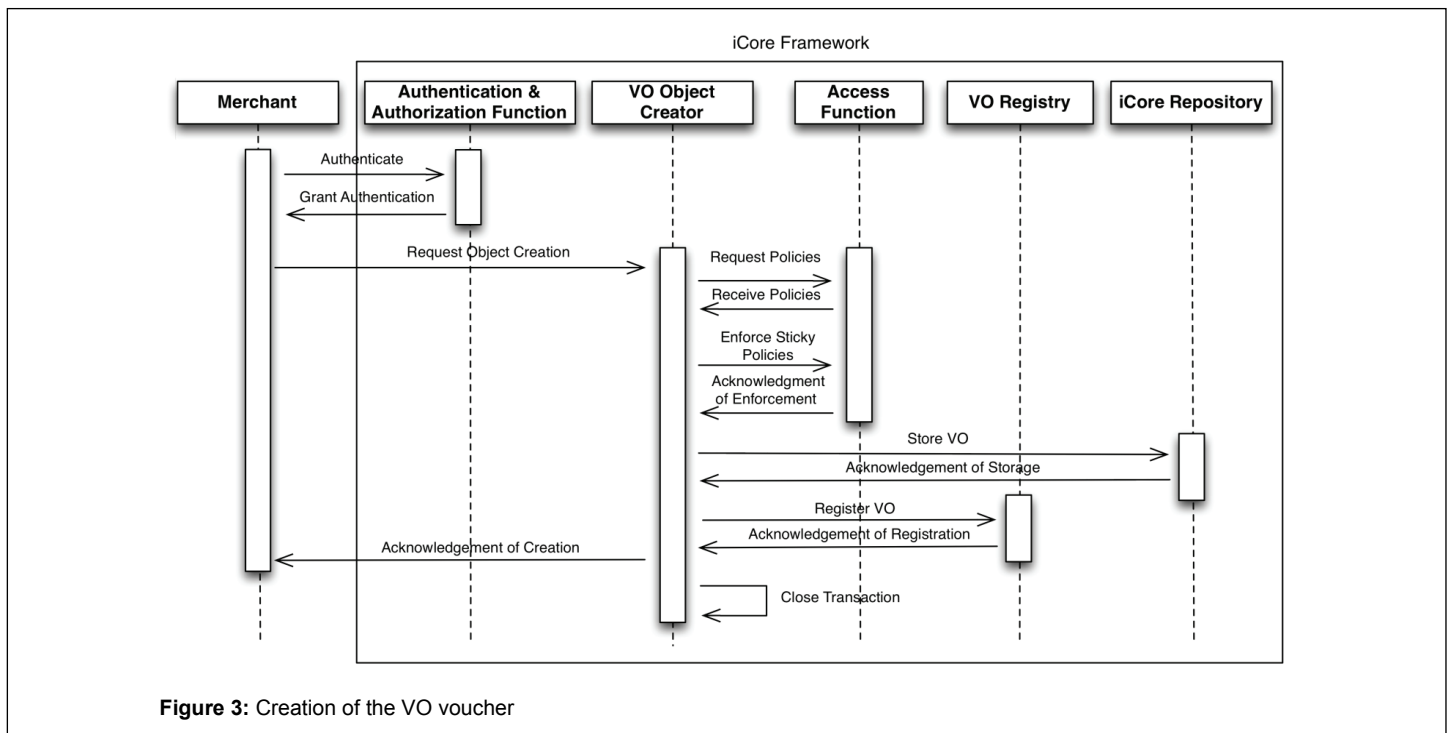 iCore Framework
Merchant
Authentication &
Authorization Function
VO Object
Creator
Access
Function
VO Registry
iCore Repository
Authenticate
Grant Authentication
Request Object Creation
Request Policies
Receive Policies
Enforce Sticky
Policies
Acknowledgment
of Enforcement
Store VO
Acknowledgement of Storage
Register VO
Acknowledgement of Registration
Acknowledgement of Creation
Close Transaction
Figure 3: Creation of the VO voucher